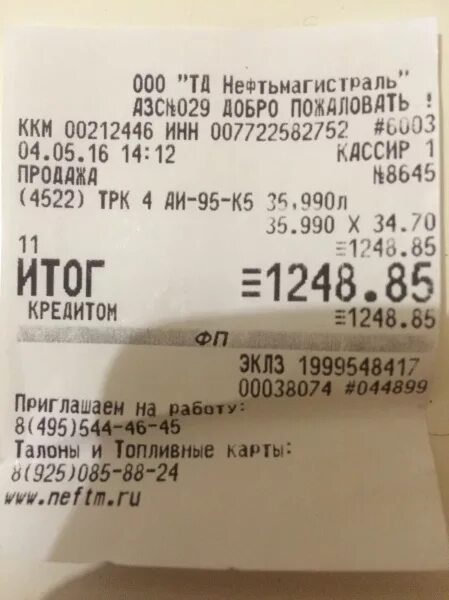 ООО "ТД Нефтьмагистраль"
АЗС№029 ДОБРО ПОЖАЛОВАТЬ !
ККМ 00212446 ИНН 007722582752 #6003
04.05.16 14:12 КАССИР 1
ПРОДАЖА №8645
(4522) ТРК 4 АИ-95-К5 35,990л
35.990 X 34.70
11 ≡1248.85
ИТОГ ≡1248.85
КРЕДИТОМ ≡1248.85
ФП
ЭКЛЗ 1999548417
00038074 #044899
Приглашаем на работу:
8(495)544-46-45
Талоны и Топливные карты:
8(925)085-88-24
www.neftm.ru